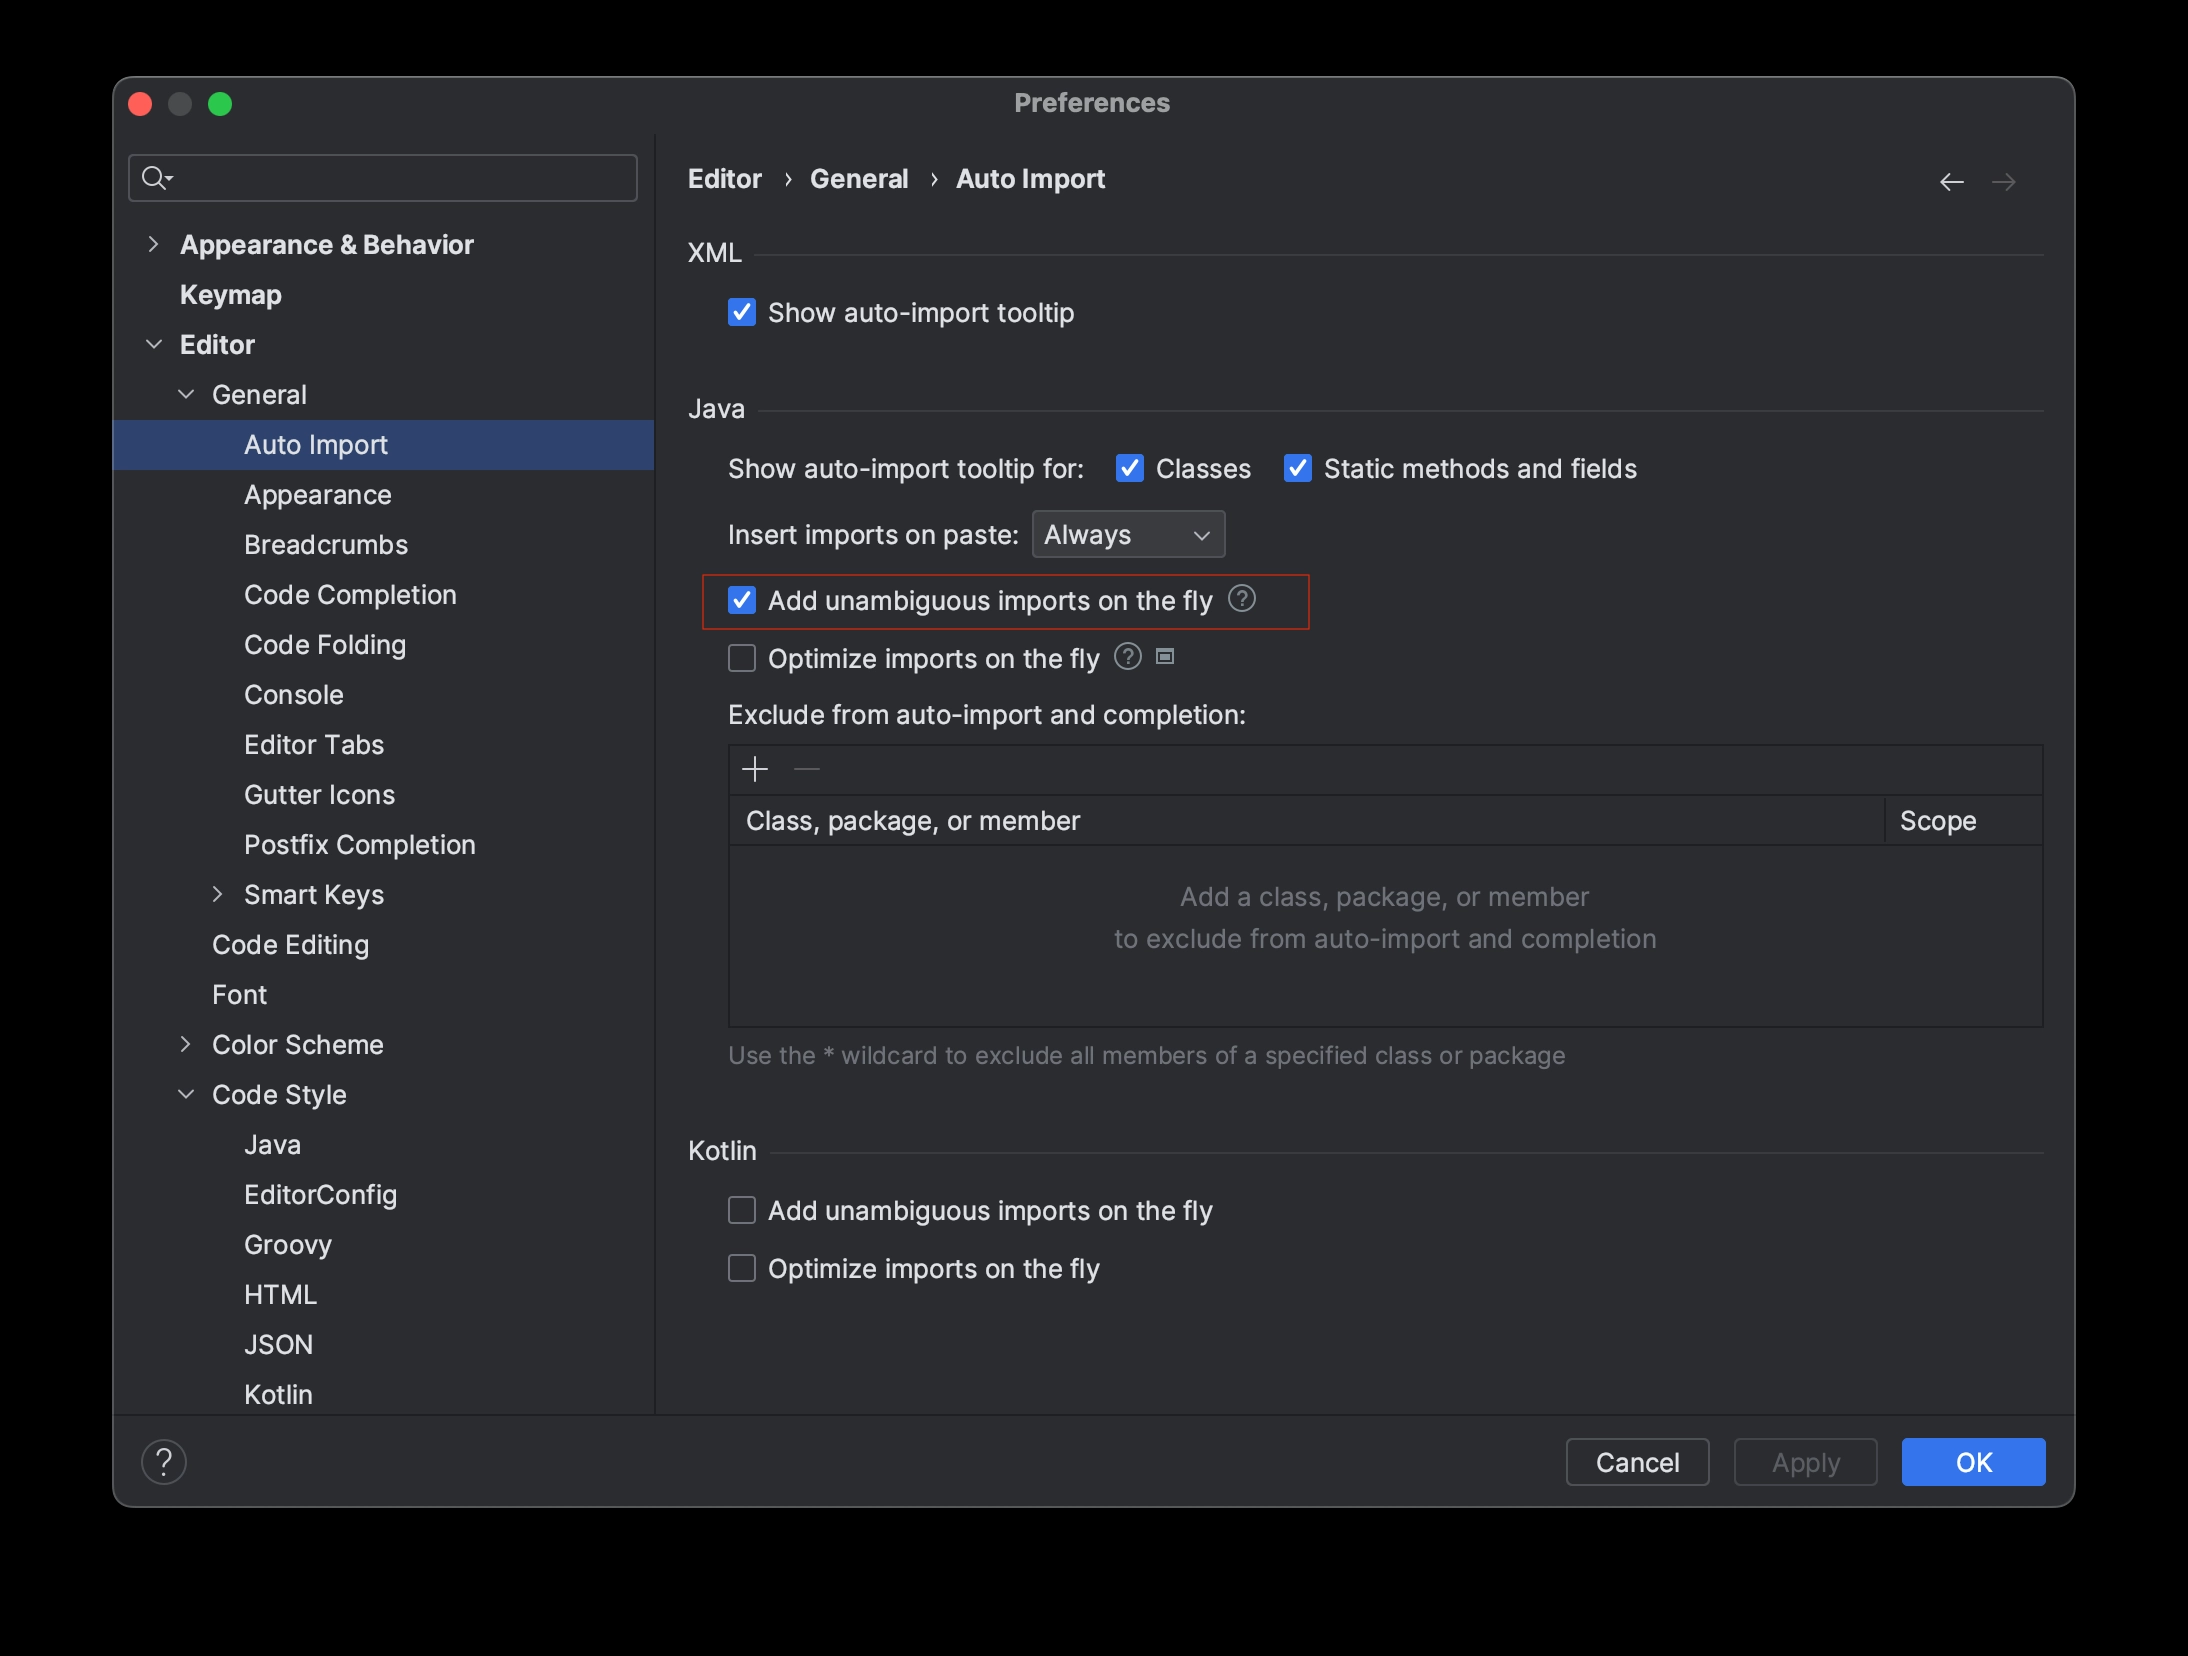 Preferences
Appearance & Behavior
Keymap
Editor
General
Auto Import
Appearance
Breadcrumbs
Code Completion
Code Folding
Console
Editor Tabs
Gutter Icons
Postfix Completion
Smart Keys
Code Editing
Font
Color Scheme
Code Style
Java
EditorConfig
Groovy
HTML
JSON
Kotlin
Editor › General › Auto Import
XML
Show auto-import tooltip
Java
Show auto-import tooltip for: Classes Static methods and fields
Insert imports on paste: Always
Add unambiguous imports on the fly ?
Optimize imports on the fly ?
Exclude from auto-import and completion:
Class, package, or member Scope
Add a class, package, or member
to exclude from auto-import and completion
Use the * wildcard to exclude all members of a specified class or package
Kotlin
Add unambiguous imports on the fly
Optimize imports on the fly
? Cancel Apply OK